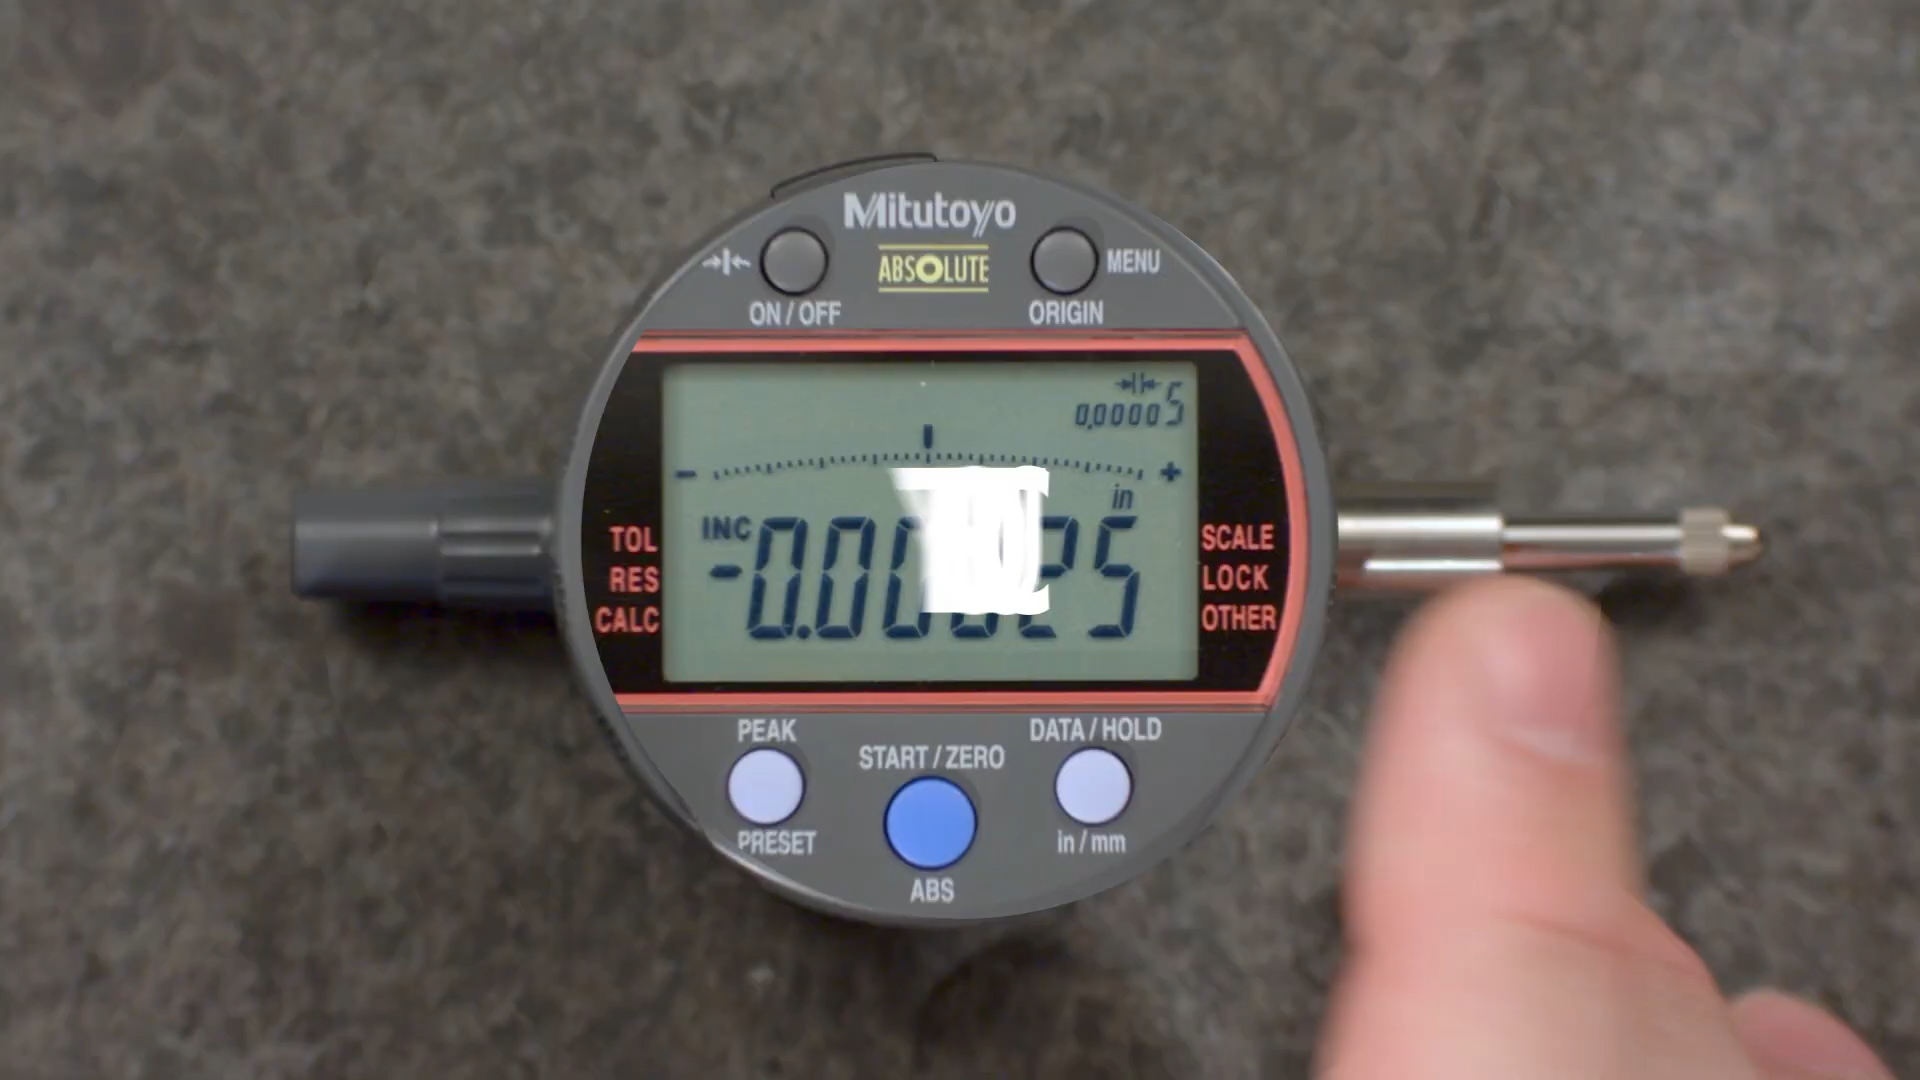 Mitutoyo
MENU
ABSOLUTE
ON / OFF
ORIGIN
0.00005
in
INC
TOL
SCALE
RES
LOCK
CALC
OTHER
PEAK
DATA / HOLD
START / ZERO
PRESET
in / mm
ABS